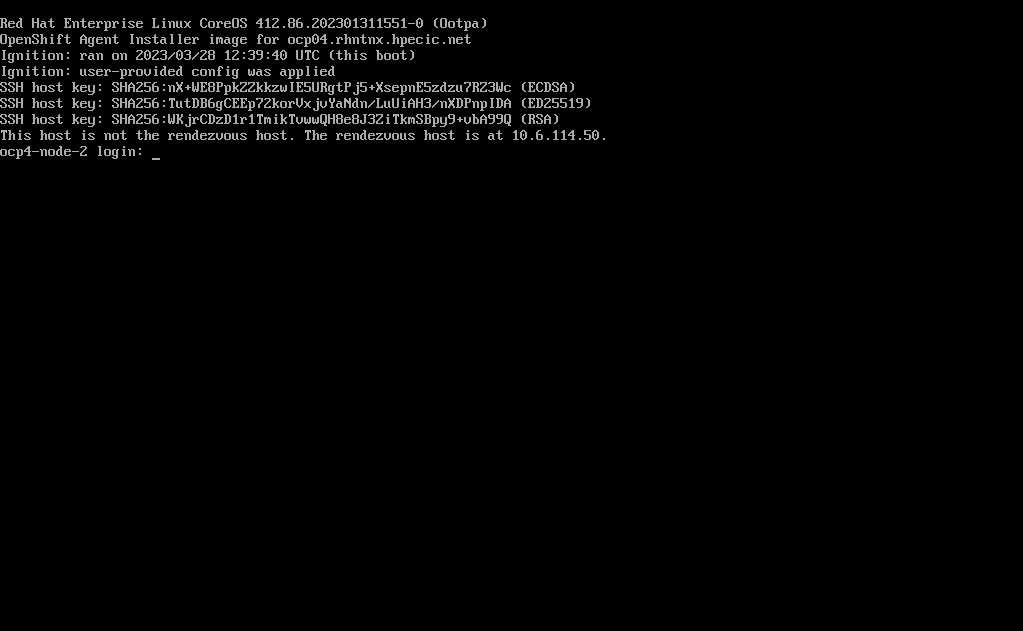 Red Hat Enterprise Linux CoreOS 412.86.202301311551-0 (Ootpa)
OpenShift Agent Installer image for ocp04.rhntnx.hpecic.net
Ignition: ran on 2023/03/28 12:39:40 UTC (this boot)
Ignition: user-provided config was applied
SSH host key: SHA256:nX+WE8PpkZ2kkzwIE5URgtPj5+XsepnE5zdzu7RZ3Wc (ECDSA)
SSH host key: SHA256:TutDB6gCEEp72korVxjvYaNdn/LuUiAH3/nXDPnpIDA (ED25519)
SSH host key: SHA256:WKjrCDzD1r1TmikTvwwQH8e8J3ZiTkmSBpy9+vbA99Q (RSA)
This host is not the rendezvous host. The rendezvous host is at 10.6.114.50.
ocp4-node-2 login: _